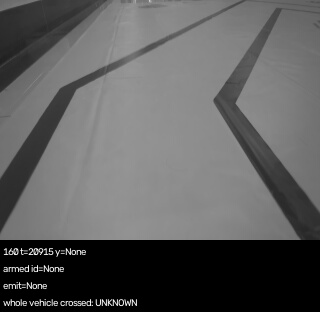 160 t=20915 y=None
armed id=None
emit=None
whole vehicle crossed: UNKNOWN